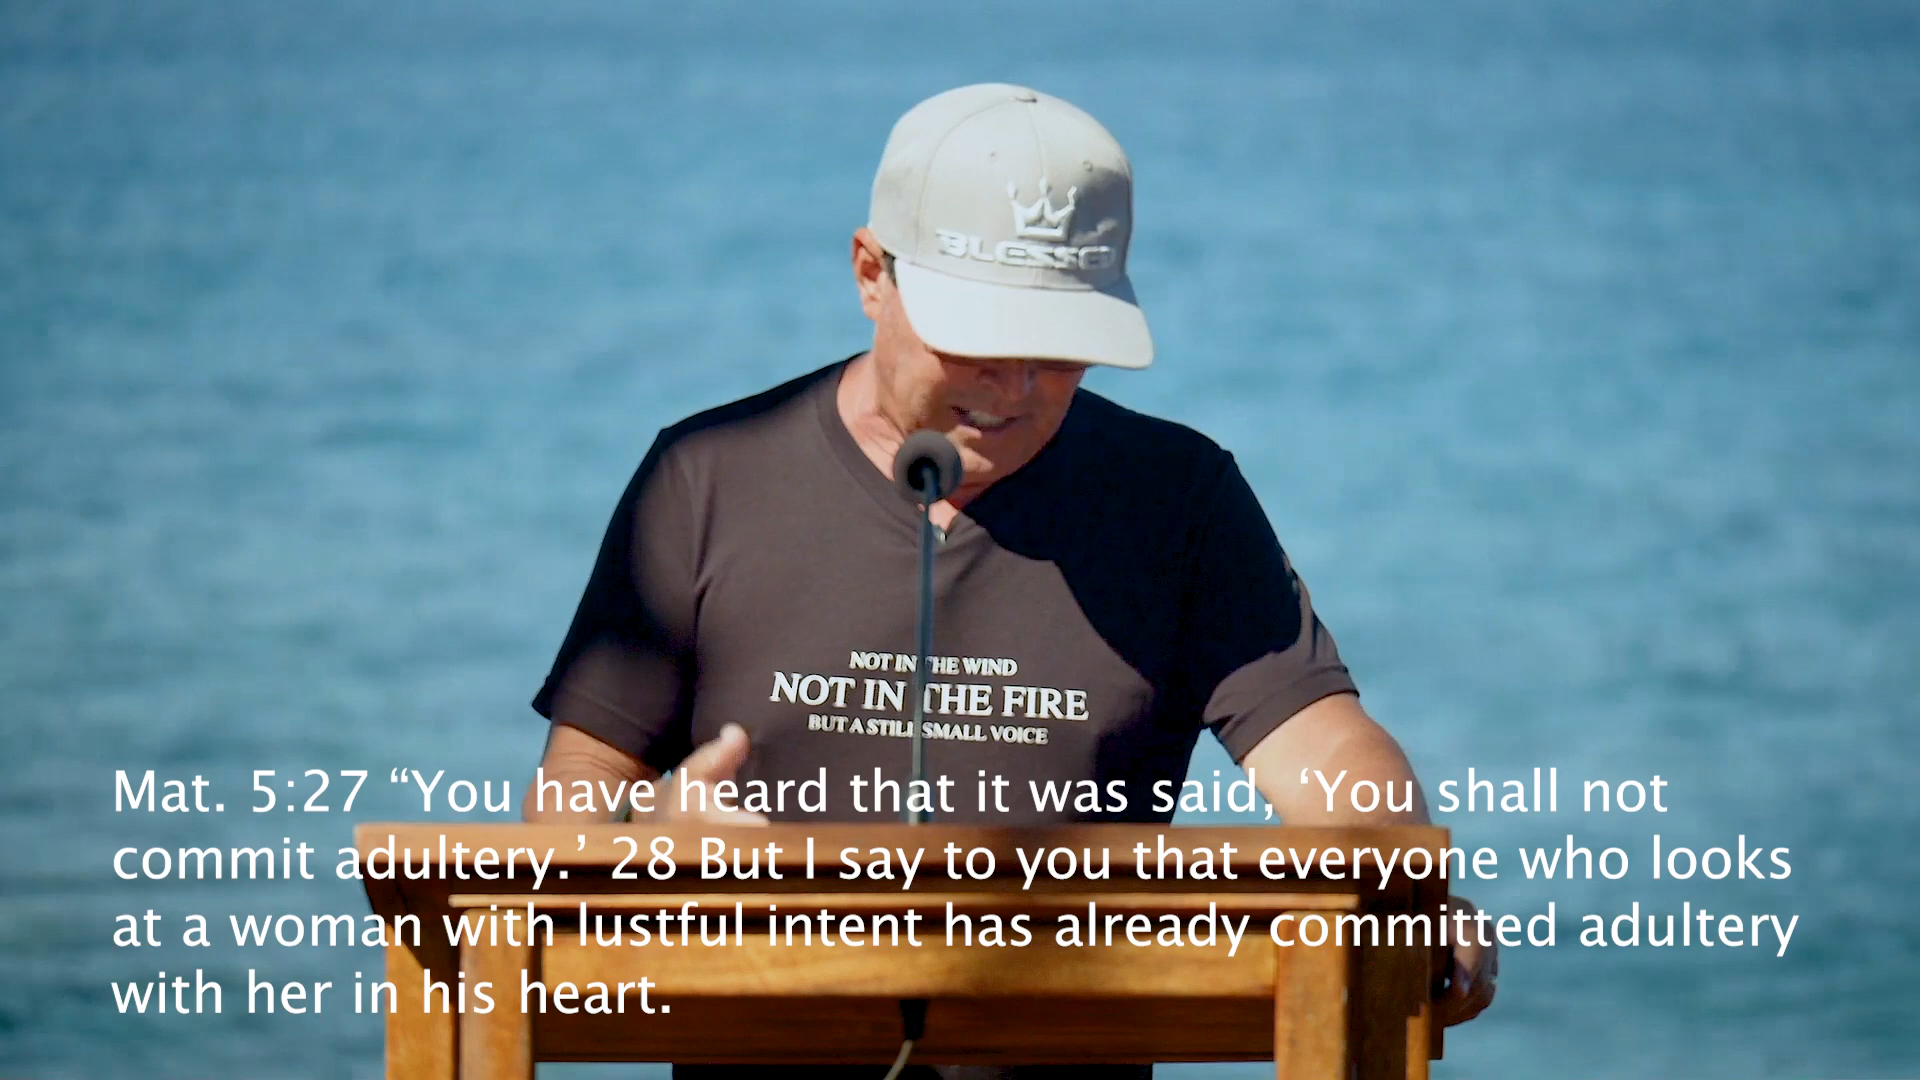 BLESSED
NOT IN THE WIND
NOT IN THE FIRE
BUT A STILL SMALL VOICE
Mat. 5:27 “You have heard that it was said, ‘You shall not
commit adultery.’ 28 But I say to you that everyone who looks
at a woman with lustful intent has already committed adultery
with her in his heart.